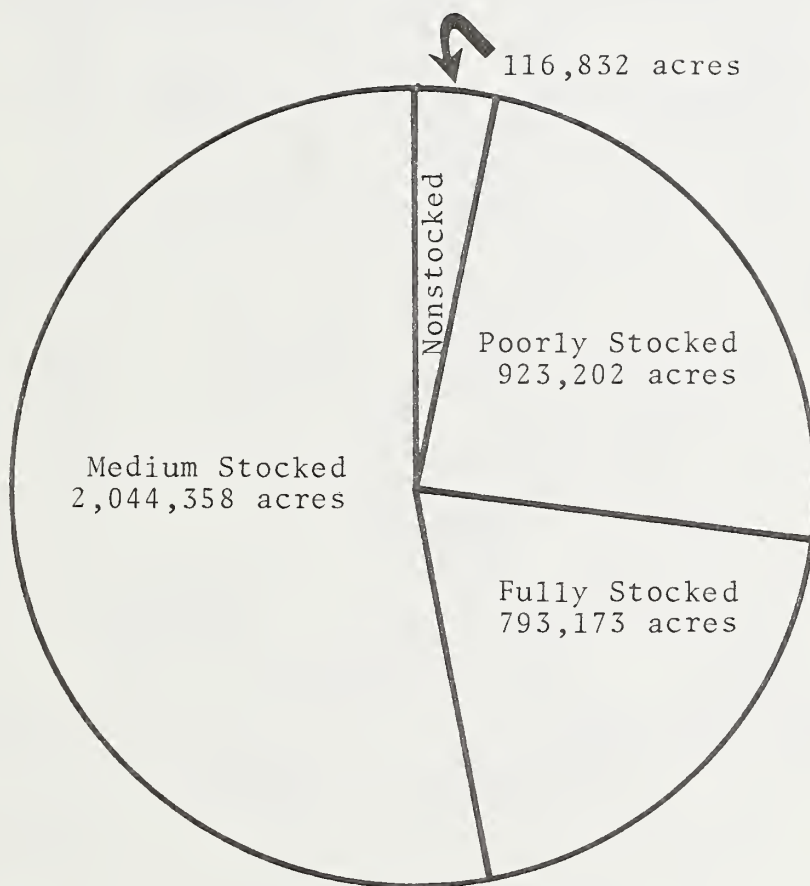 116,832 acres
Nonstocked
Poorly Stocked
923,202 acres
Medium Stocked
2,044,358 acres
Fully Stocked
793,173 acres